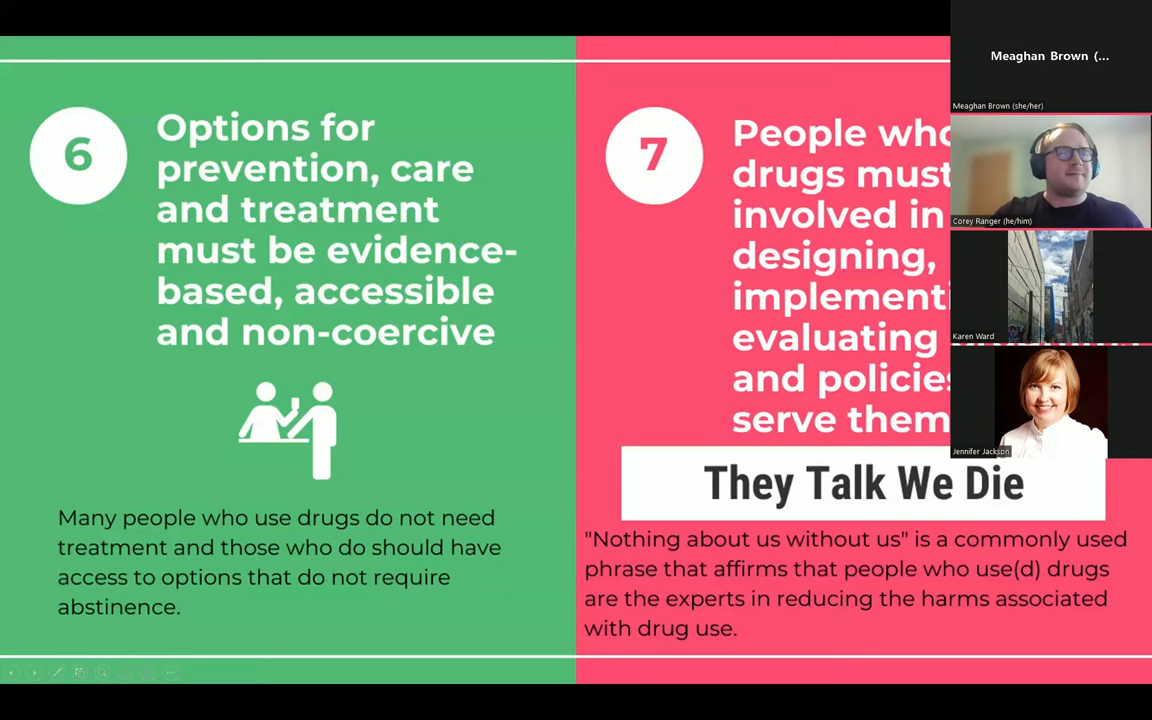 6
Options for
prevention, care
and treatment
must be evidence-
based, accessible
and non-coercive
Many people who use drugs do not need
treatment and those who do should have
access to options that do not require
abstinence.
7
People who
drugs must
involved in
designing,
evaluating
and policies
serve them
They Talk We Die
"Nothing about us without us" is a commonly used
phrase that affirms that people who use(d) drugs
are the experts in reducing the harms associated
with drug use.
Meaghan Brown (...
Meaghan Brown (she/her)
Corey Ranger (he/him)
Karen Ward
Jennifer Jackson